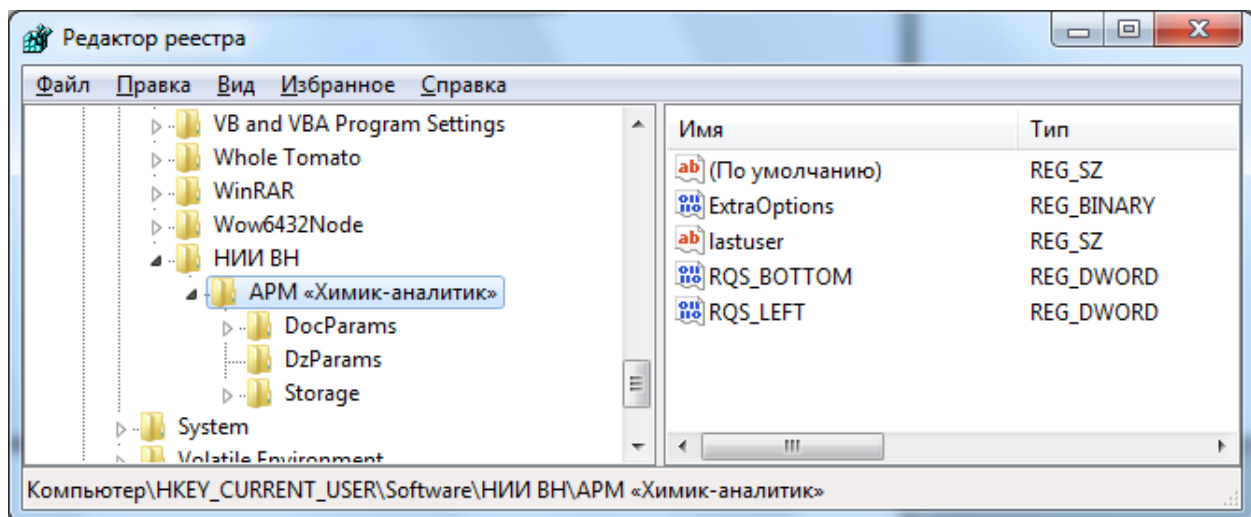 Редактор реестра
Файл Правка Вид Избранное Справка
VB and VBA Program Settings
Whole Tomato
WinRAR
Wow6432Node
НИИ ВН
АРМ «Химик-аналитик»
DocParams
DzParams
Storage
System
Volatile Environment
Имя Тип
(По умолчанию) REG_SZ
ExtraOptions REG_BINARY
lastuser REG_SZ
RQS_BOTTOM REG_DWORD
RQS_LEFT REG_DWORD
Компьютер\HKEY_CURRENT_USER\Software\НИИ ВН\АРМ «Химик-аналитик»